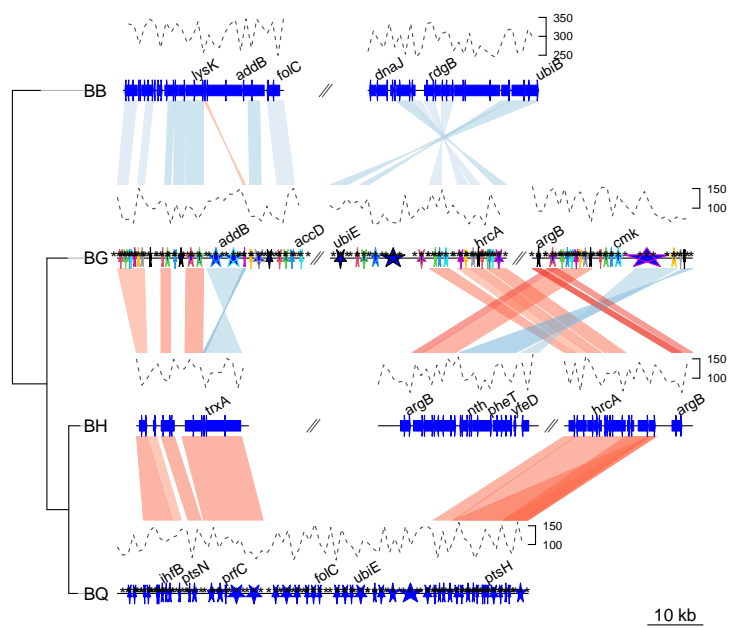 350
300
250
BB lysK addB folC // dnaJ rdgB ubiB
150
100
BG addB accD // ubiE hrcA // argB cmk
150
100
BH trxA // argB nth pheT yfeD // hrcA argB
150
100
BQ ihfB ptsN prfC folC ubiE ptsH
10 kb